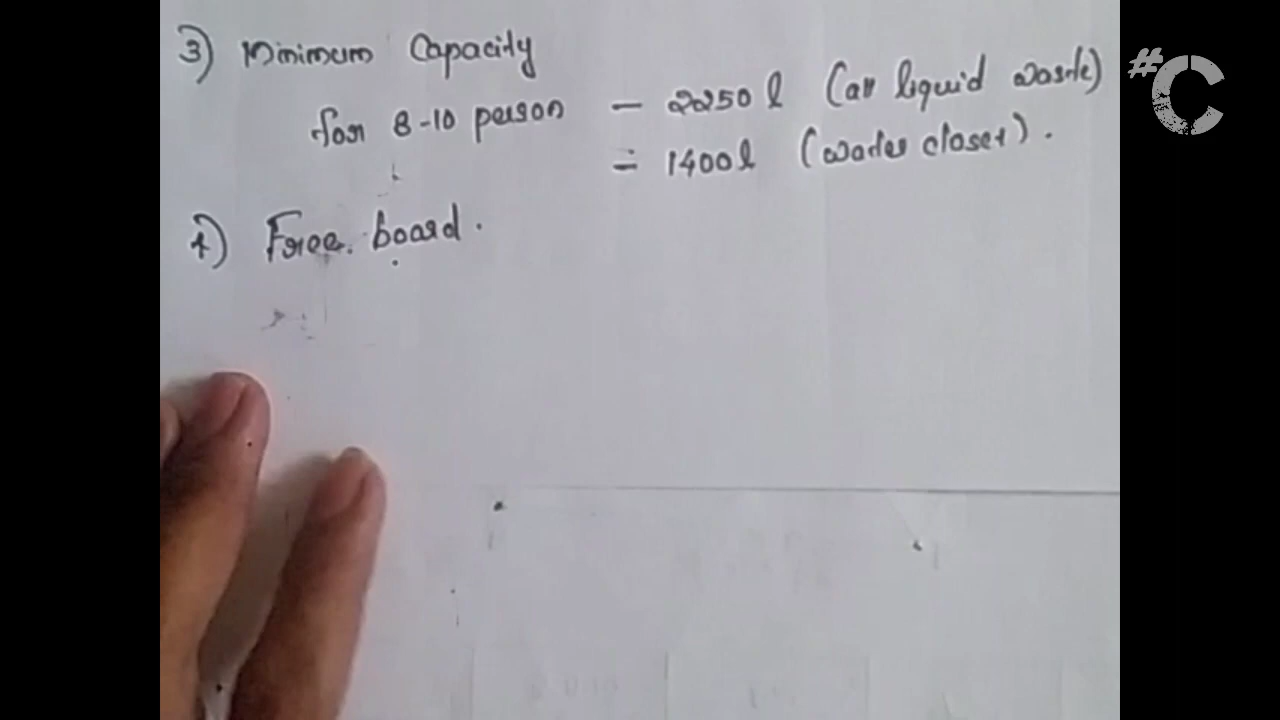 3) Minimum Capacity
for 8-10 person - 2250 l (all liquid waste)
= 1400 l (water closet).
4) Free board.
#C